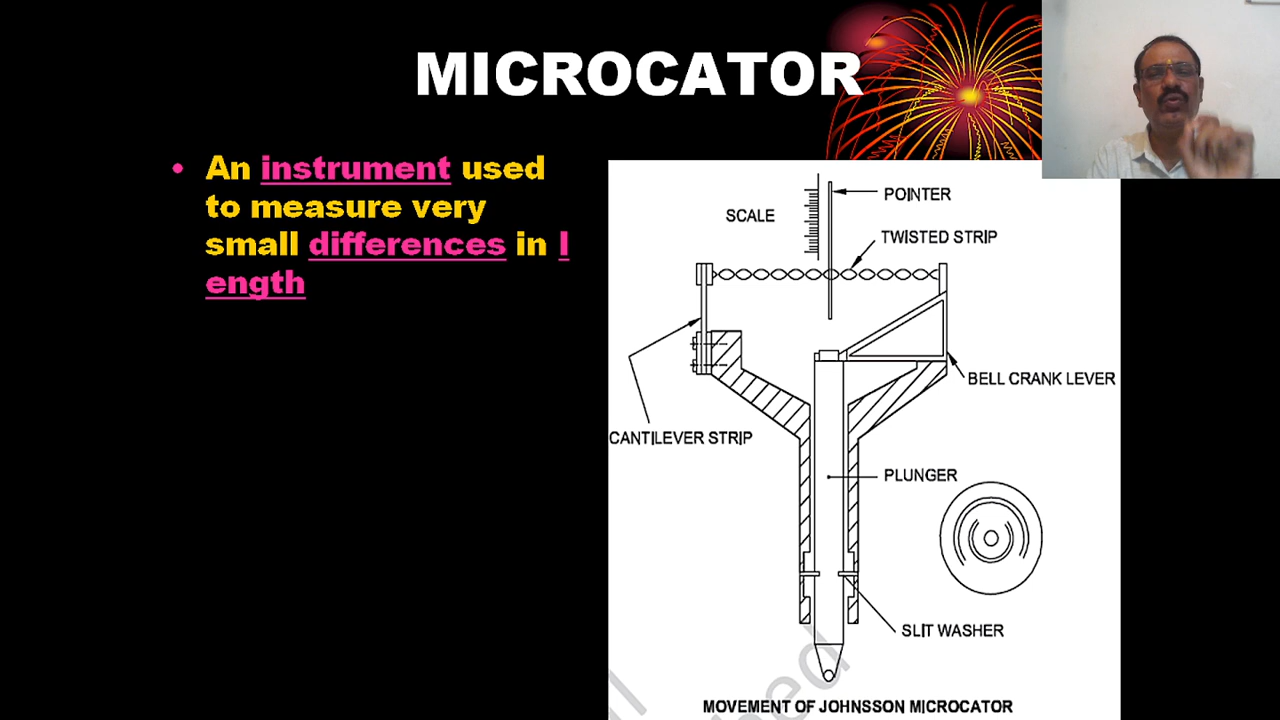 MICROCATOR
• An instrument used
to measure very
small differences in l
ength
POINTER
SCALE
TWISTED STRIP
BELL CRANK LEVER
CANTILEVER STRIP
PLUNGER
SLIT WASHER
MOVEMENT OF JOHNSSON MICROCATOR